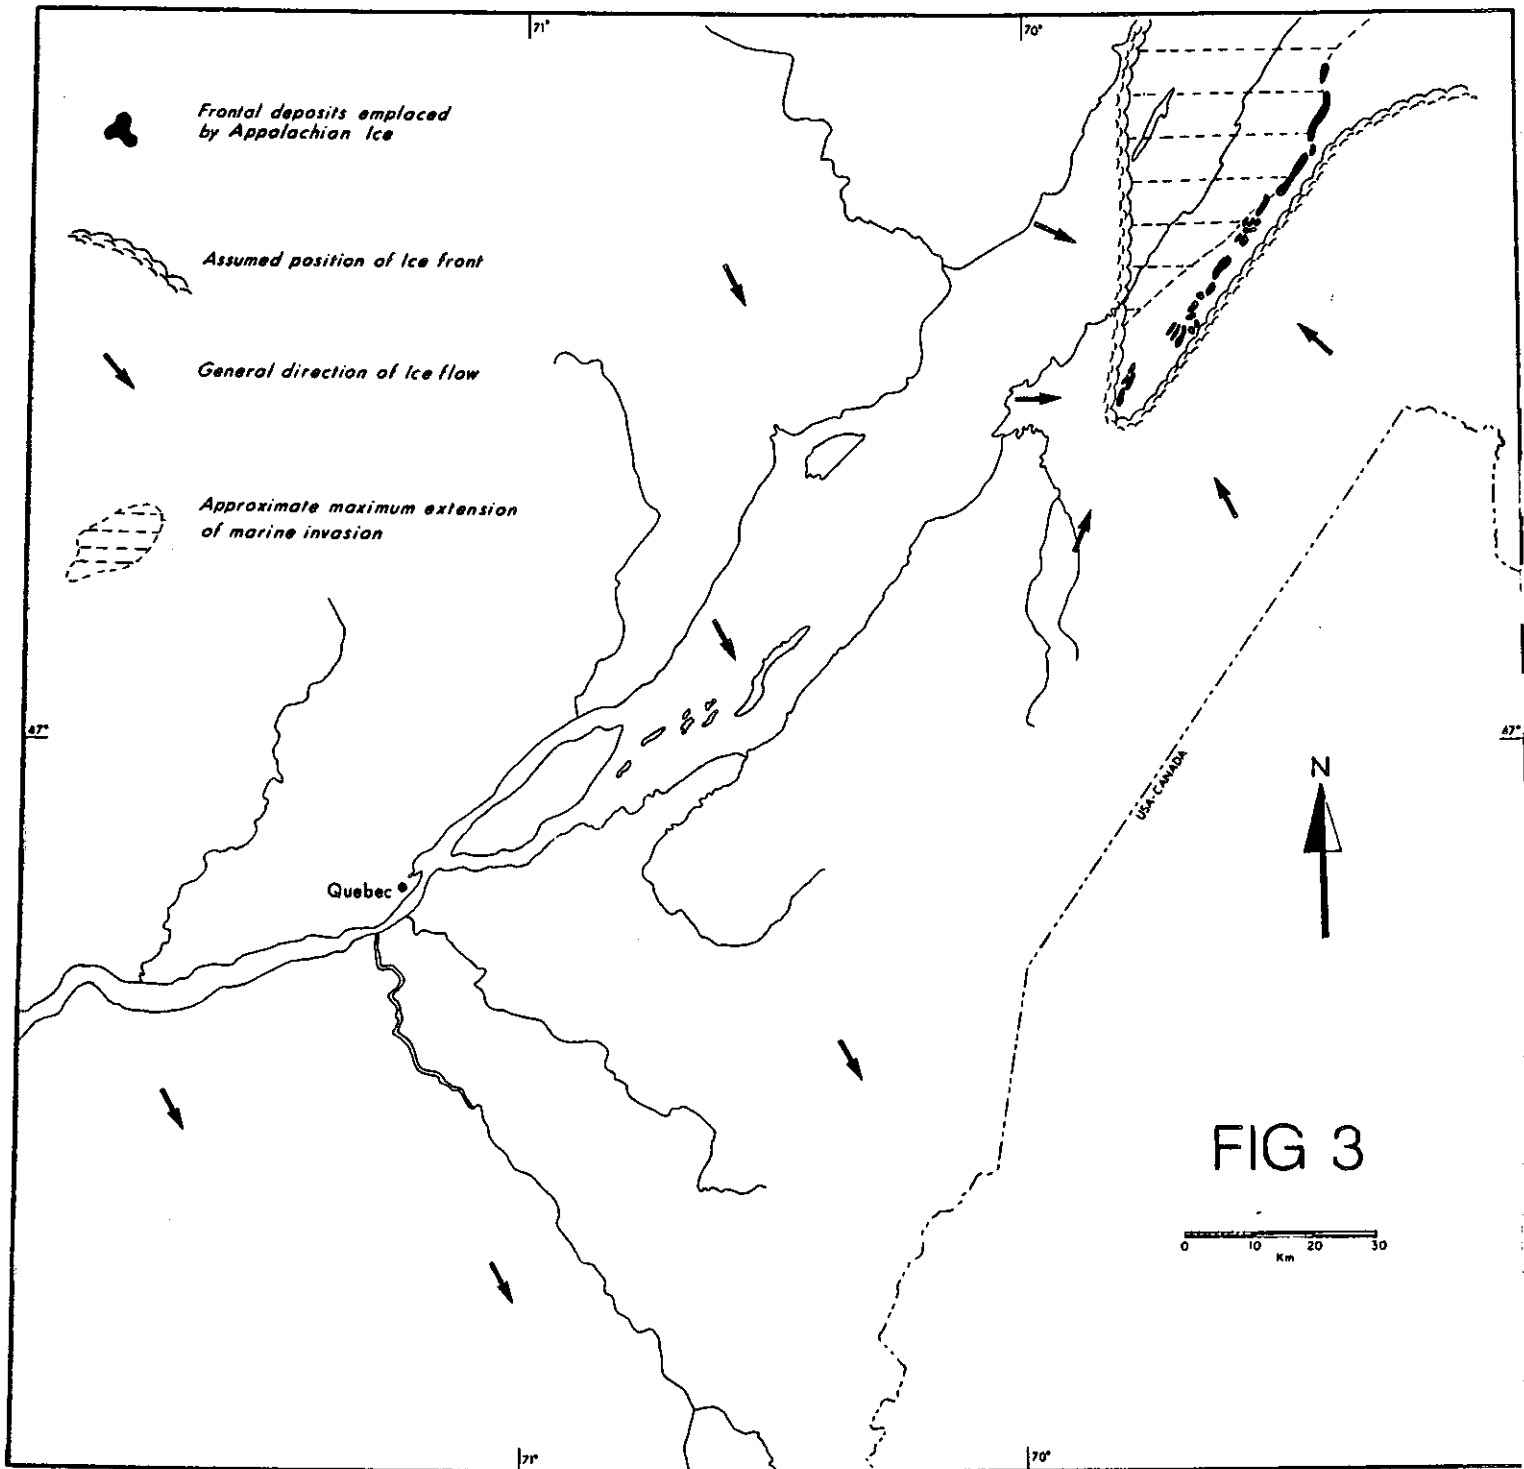 71°
70°
Frontal deposits emplaced
by Appalachian Ice
Assumed position of Ice front
General direction of Ice flow
Approximate maximum extension
of marine invasion
47°
47°
USA-CANADA
N
Quebec
FIG 3
0 10 20 30
Km
71°
70°